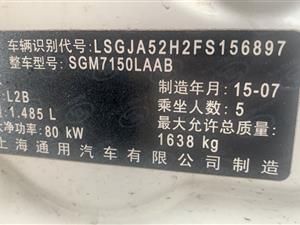 车辆识别代号:LSGJA52H2FS156897
整车型号:SGM7150LAAB
制造年月:15-07
L2B 乘坐人数:5
1.485 L 最大允许总质量:
大净功率:80 kW 1638 kg
上海通用汽车有限公司制造